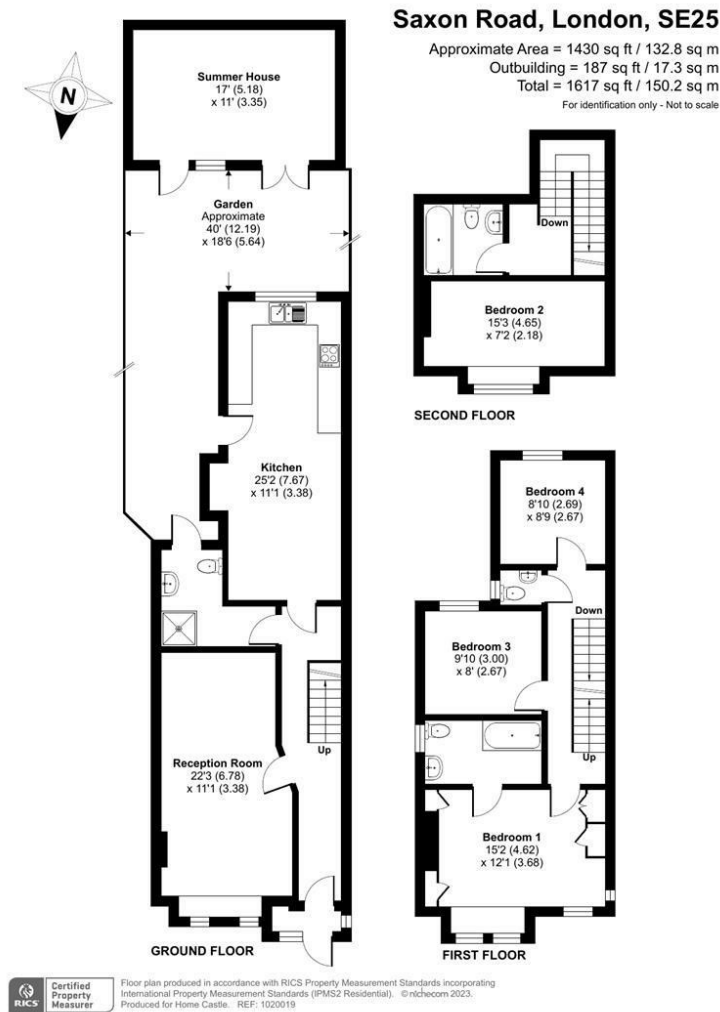 Saxon Road, London, SE25
Approximate Area = 1430 sq ft / 132.8 sq m
Outbuilding = 187 sq ft / 17.3 sq m
Total = 1617 sq ft / 150.2 sq m
For identification only - Not to scale
N
Summer House
17' (5.18)
x 11' (3.35)
Garden
Approximate
40' (12.19)
x 18'6 (5.64)
Kitchen
25'2 (7.67)
x 11'1 (3.38)
Up
Reception Room
22'3 (6.78)
x 11'1 (3.38)
GROUND FLOOR
Down
Bedroom 2
15'3 (4.65)
x 7'2 (2.18)
SECOND FLOOR
Bedroom 4
8'10 (2.69)
x 8'9 (2.67)
Down
Bedroom 3
9'10 (3.00)
x 8' (2.67)
Up
Bedroom 1
15'2 (4.62)
x 12'1 (3.68)
FIRST FLOOR
RICS
Certified
Property
Measurer
Floor plan produced in accordance with RICS Property Measurement Standards incorporating
International Property Measurement Standards (IPMS2 Residential). © nichecom 2023.
Produced for Home Castle. REF: 1020019